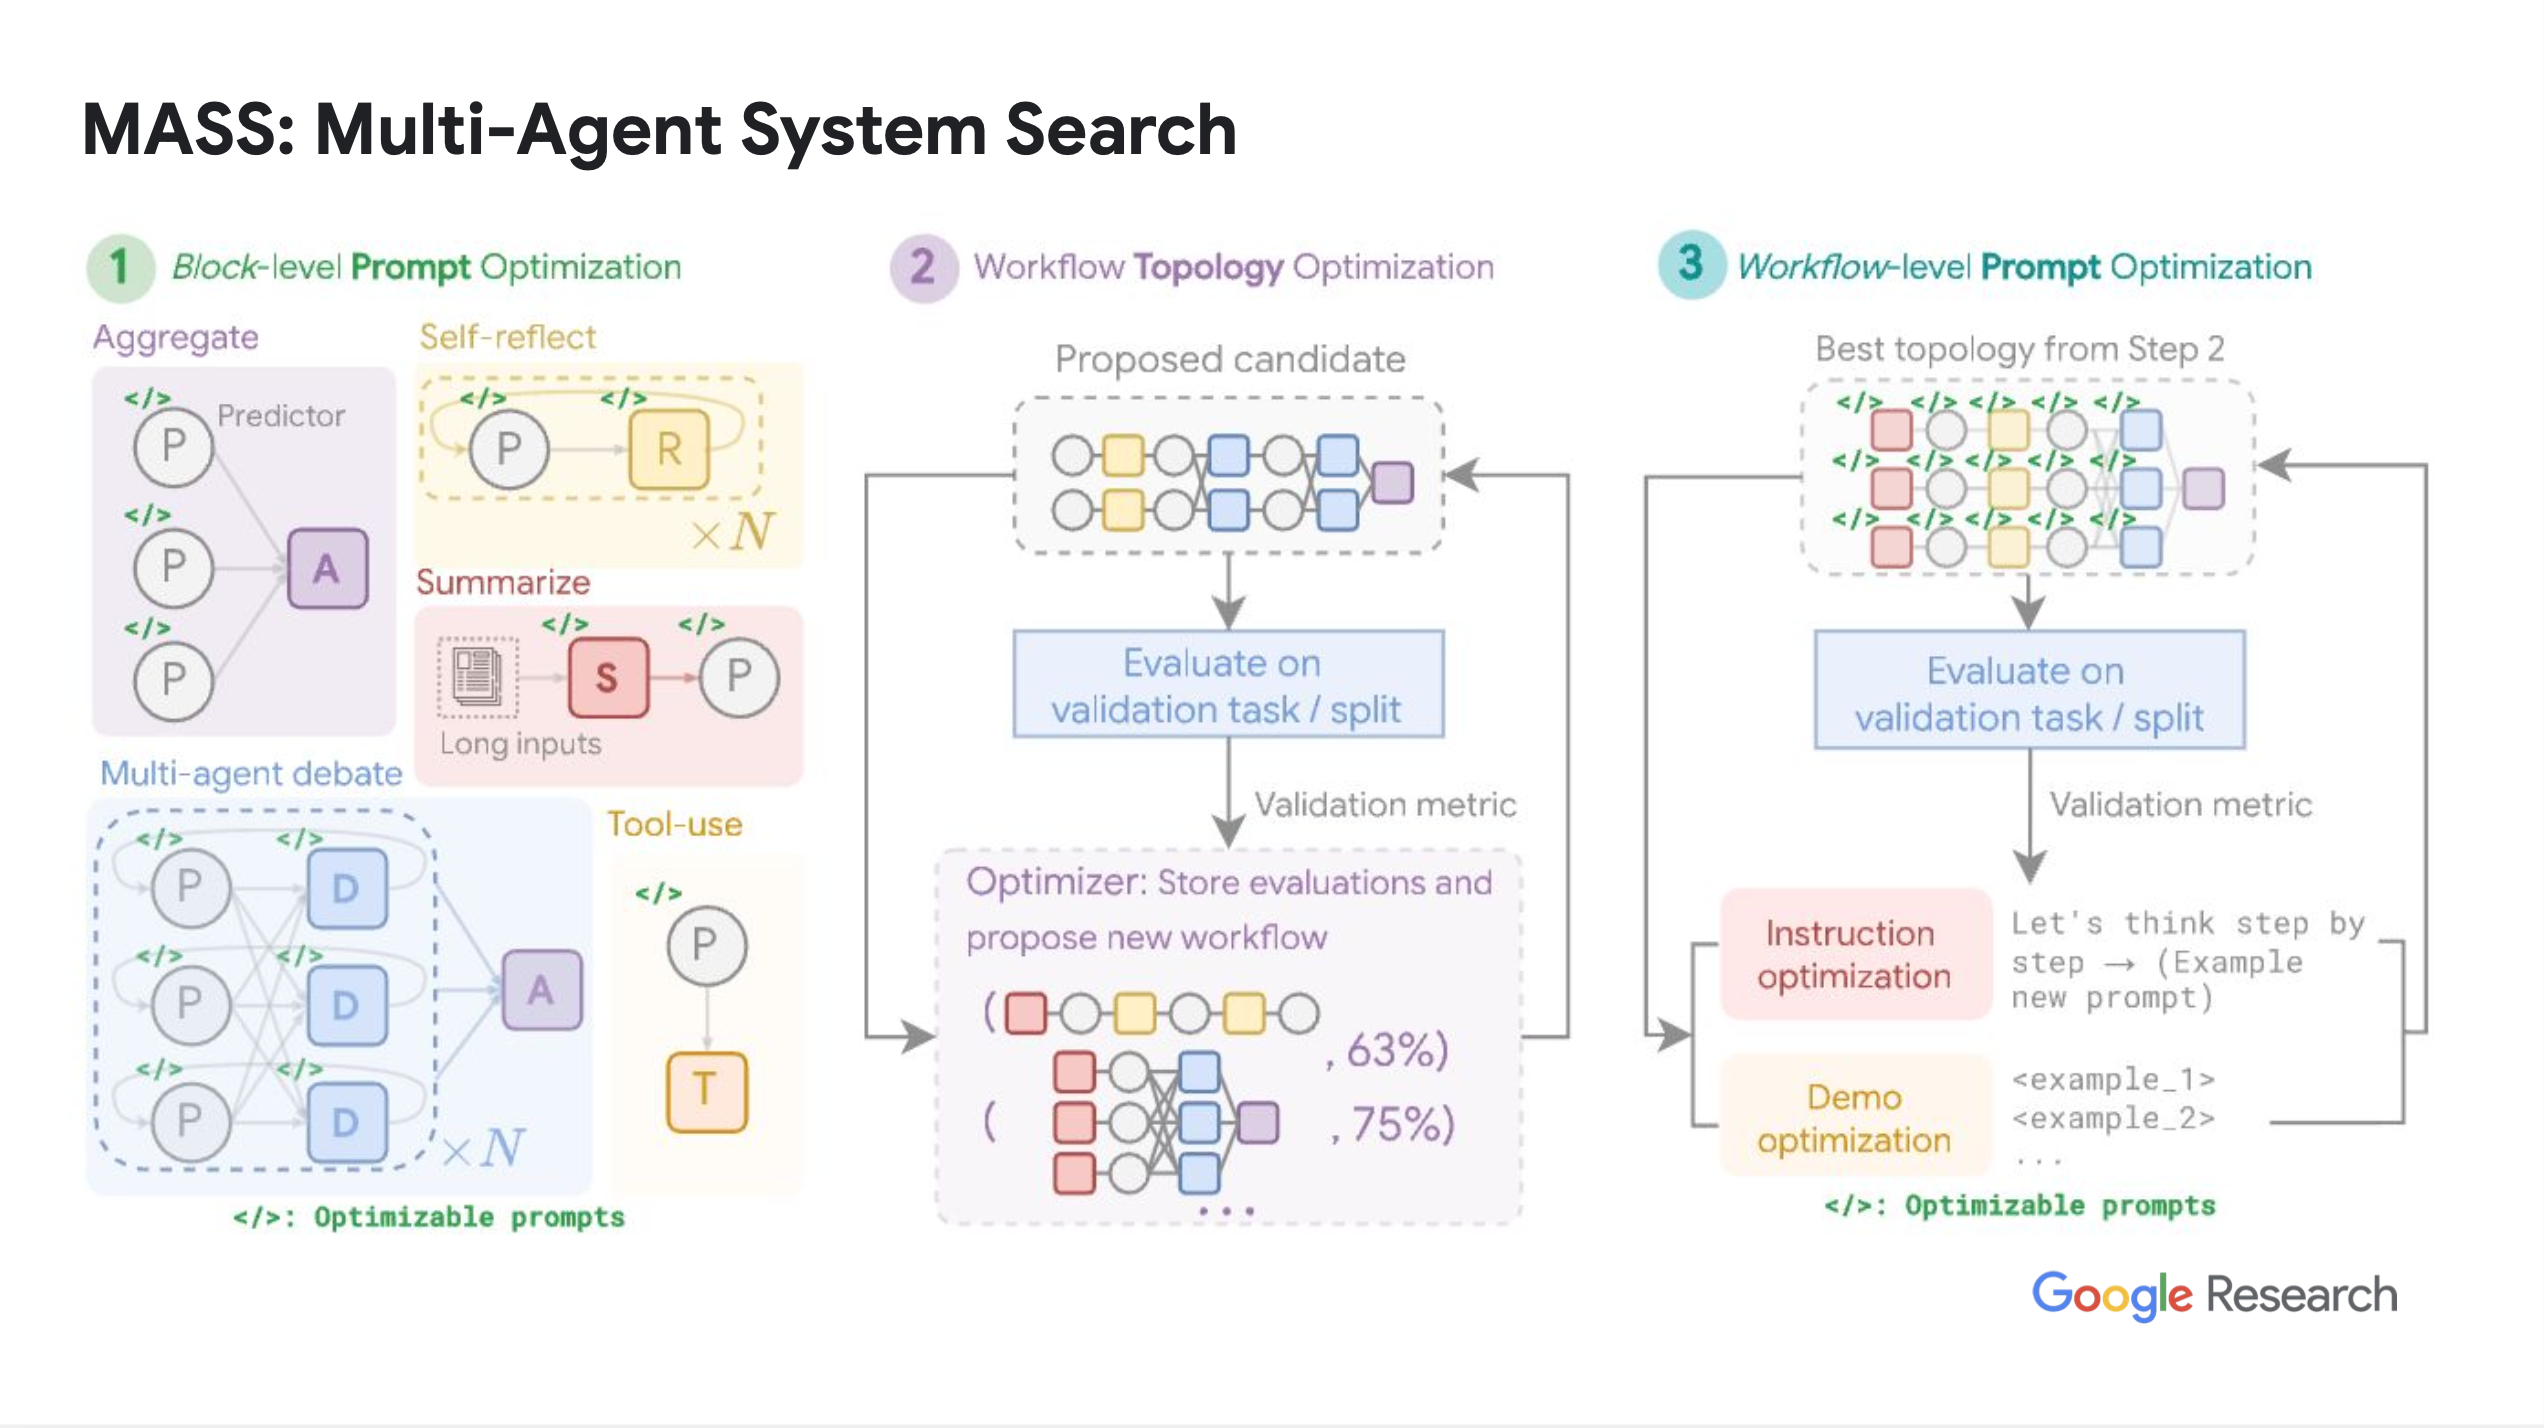 MASS: Multi-Agent System Search
1 Block-level Prompt Optimization
Aggregate
</>
P
Predictor
</>
P
A
</>
P
Self-reflect
</> </>
P R
×N
Summarize
</> </>
S P
Long inputs
Multi-agent debate
</> </>
P D
</> </>
P D
A
</> </>
P D
×N
Tool-use
</>
P
T
</>: Optimizable prompts
2 Workflow Topology Optimization
Proposed candidate
Evaluate on
validation task / split
Validation metric
Optimizer: Store evaluations and
propose new workflow
( , 63%)
( , 75%)
...
3 Workflow-level Prompt Optimization
Best topology from Step 2
</> </> </> </> </>
</> </> </> </> </>
</> </> </> </> </>
Evaluate on
validation task / split
Validation metric
Instruction
optimization
Let's think step by
step → (Example
new prompt)
Demo
optimization
<example_1>
<example_2>
...
</>: Optimizable prompts
Google Research